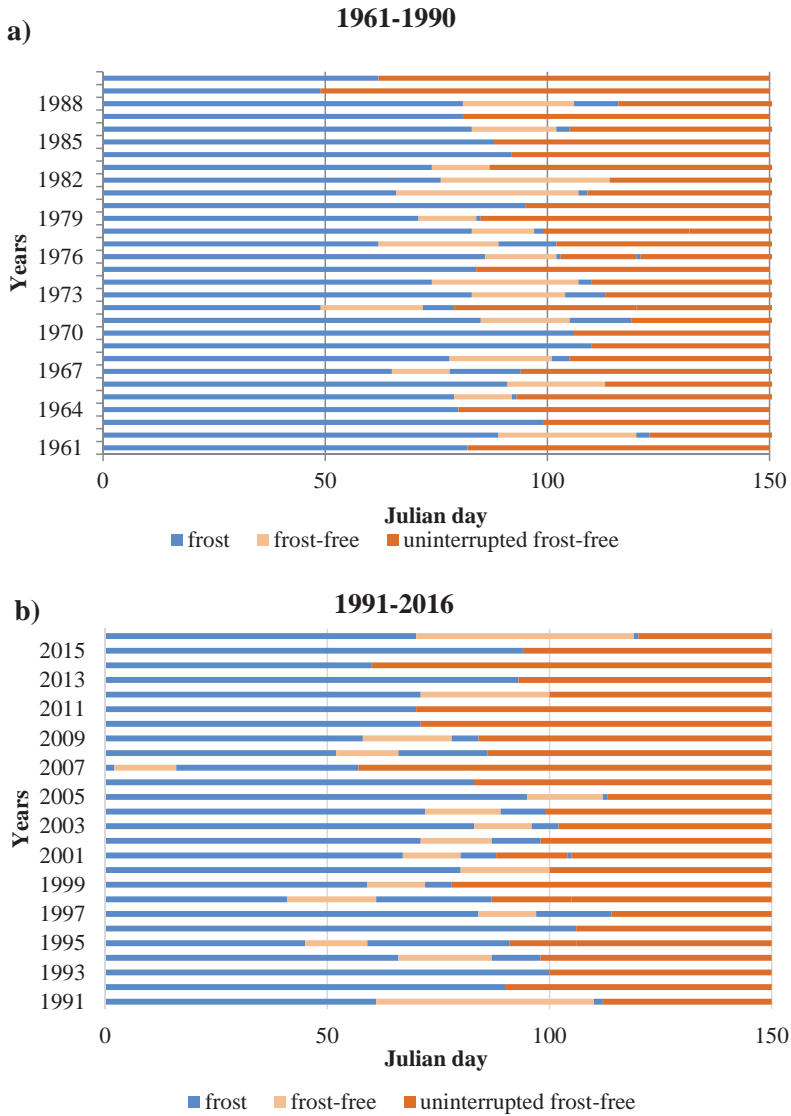 1961-1990
a)
1988
1985
1982
1979
1976
1973
1970
1967
1964
1961
Years
0 50 100 150
Julian day
frost frost-free uninterrupted frost-free
b) 1991-2016
2015
2013
2011
2009
2007
2005
2003
2001
1999
1997
1995
1993
1991
Years
0 50 100 150
Julian day
frost frost-free uninterrupted frost-free